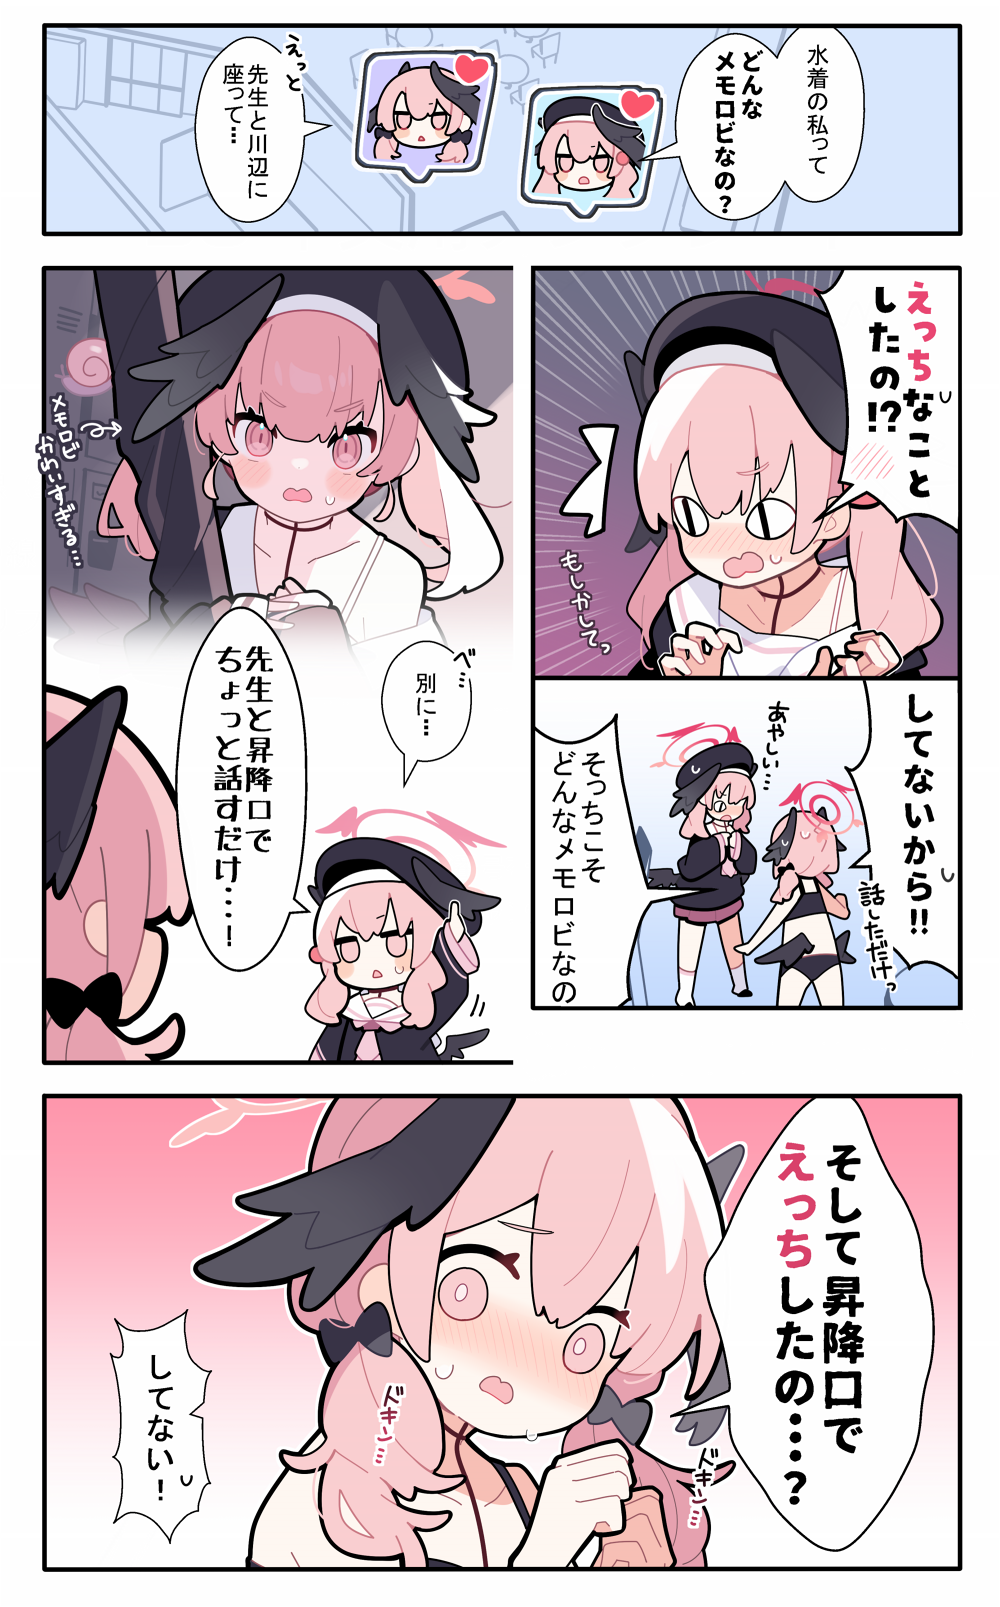 水着の私って
どんな
メモロビなの？
えっと
先生と川辺に
座って…
えっちなこと
したの!?
もしかしてっ
してないから!!
話しただけっ
あやしい…
そっちこそ
どんなメモロビなの
メモロビ
かわいすぎる…
べ…
別に…
先生と昇降口で
ちょっと話すだけ・・・・！
そして昇降口で
えっちしたの…・？
ドキン…
ドキン…
してない！